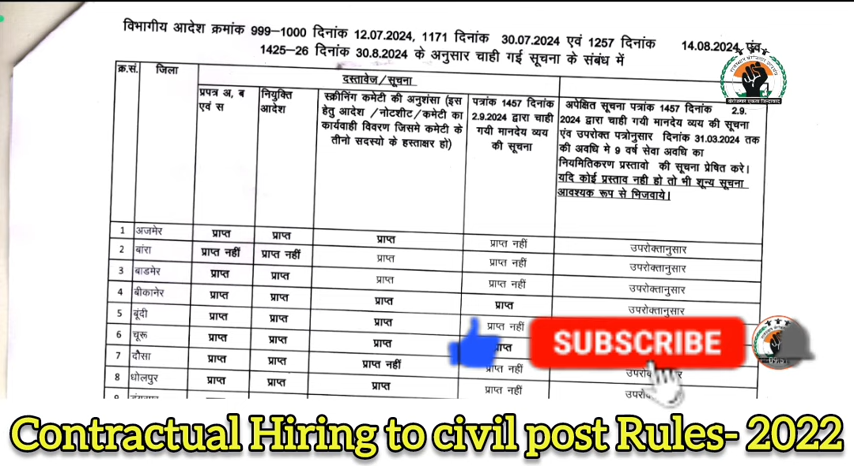 विभागीय आदेश क्रमांक 999-1000 दिनांक 12.07.2024, 1171 दिनांक 30.07.2024 एवं 1257 दिनांक 14.08.2024 एंव
1425-26 दिनांक 30.8.2024 के अनुसार चाही गई सूचना के संबंध में
क्र.सं. जिला दस्तावेज/सूचना
प्रपत्र अ, ब एवं स
नियुक्ति आदेश
स्क्रीनिंग कमेटी की अनुशंसा (इस
हेतु आदेश /नोटशीट/कमेटी का
कार्यवाही विवरण जिसमे कमेटी के
तीनो सदस्यो के हस्ताक्षर हो)
पत्रांक 1457 दिनांक
2.9.2024 द्वारा चाही
गयी मानदेय व्यय
की सूचना
अपेक्षित सूचना पत्रांक 1457 दिनांक 2.9.
2024 द्वारा चाही गयी मानदेय व्यय की सूचना
एंव उपरोक्त पत्रोनुसार दिनांक 31.03.2024 तक
की अवधि मे 9 वर्ष सेवा अवधि का
नियमितिकरण प्रस्तावो की सूचना प्रेषित करे।
यदि कोई प्रस्ताव नही हो तो भी शून्य सूचना
आवश्यक रूप से भिजवाये।
1 अजमेर प्राप्त प्राप्त प्राप्त प्राप्त नहीं उपरोक्तानुसार
2 बांरा प्राप्त नहीं प्राप्त नहीं प्राप्त प्राप्त नहीं उपरोक्तानुसार
3 बाडमेर प्राप्त प्राप्त प्राप्त प्राप्त नहीं उपरोक्तानुसार
4 बीकानेर प्राप्त प्राप्त प्राप्त प्राप्त उपरोक्तानुसार
5 बूंदी प्राप्त प्राप्त प्राप्त प्राप्त नहीं
6 चूरू प्राप्त प्राप्त प्राप्त
7 दौसा प्राप्त प्राप्त प्राप्त नहीं प्राप्त नहीं
8 धोलपुर प्राप्त प्राप्त प्राप्त प्राप्त नहीं
SUBSCRIBE
Contractual Hiring to civil post Rules- 2022